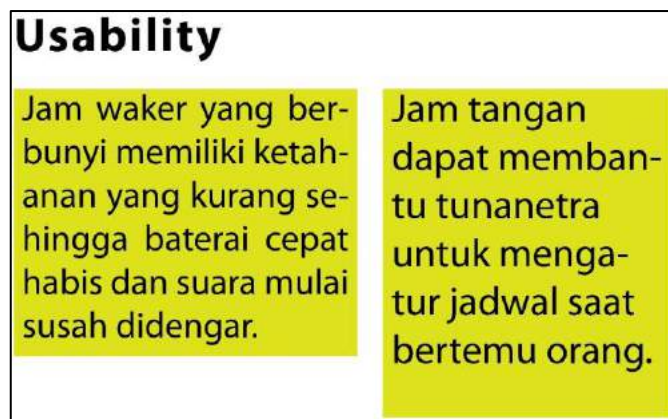 Usability
Jam waker yang ber-
bunyi memiliki ketah-
anan yang kurang se-
hingga baterai cepat
habis dan suara mulai
susah didengar.
Jam tangan
dapat memban-
tu tunanetra
untuk menga-
tur jadwal saat
bertemu orang.